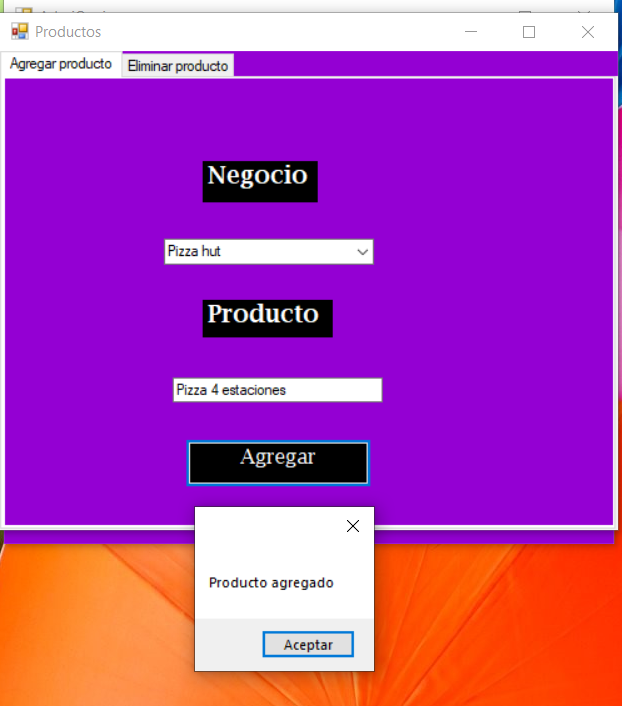 Productos
Agregar producto
Eliminar producto
Negocio
Pizza hut
Producto
Pizza 4 estaciones
Agregar
Producto agregado
Aceptar